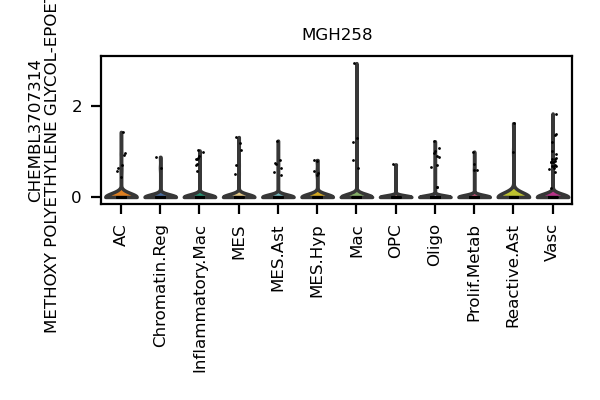 MGH258
CHEMBL3707314
METHOXY POLYETHYLENE GLYCOL-EPOET
2
0
AC
Chromatin.Reg
Inflammatory.Mac
MES
MES.Ast
MES.Hyp
Mac
OPC
Oligo
Prolif.Metab
Reactive.Ast
Vasc